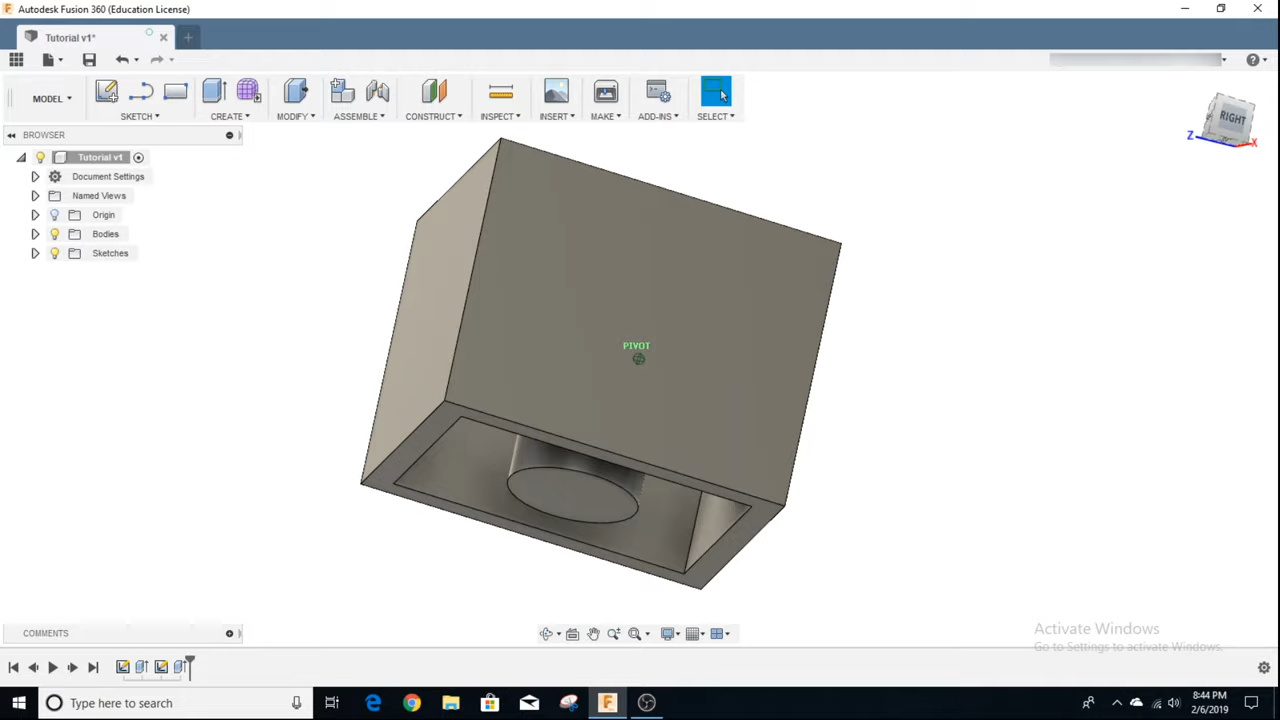 Autodesk Fusion 360 (Education License)
Tutorial v1*
MODEL
SKETCH
CREATE
MODIFY
ASSEMBLE
CONSTRUCT
INSPECT
INSERT
MAKE
ADD-INS
SELECT
BROWSER
Tutorial v1
Document Settings
Named Views
Origin
Bodies
Sketches
RIGHT
Z
X
PIVOT
COMMENTS
Activate Windows
Go to Settings to activate Windows.
Type here to search
8:44 PM
2/6/2019